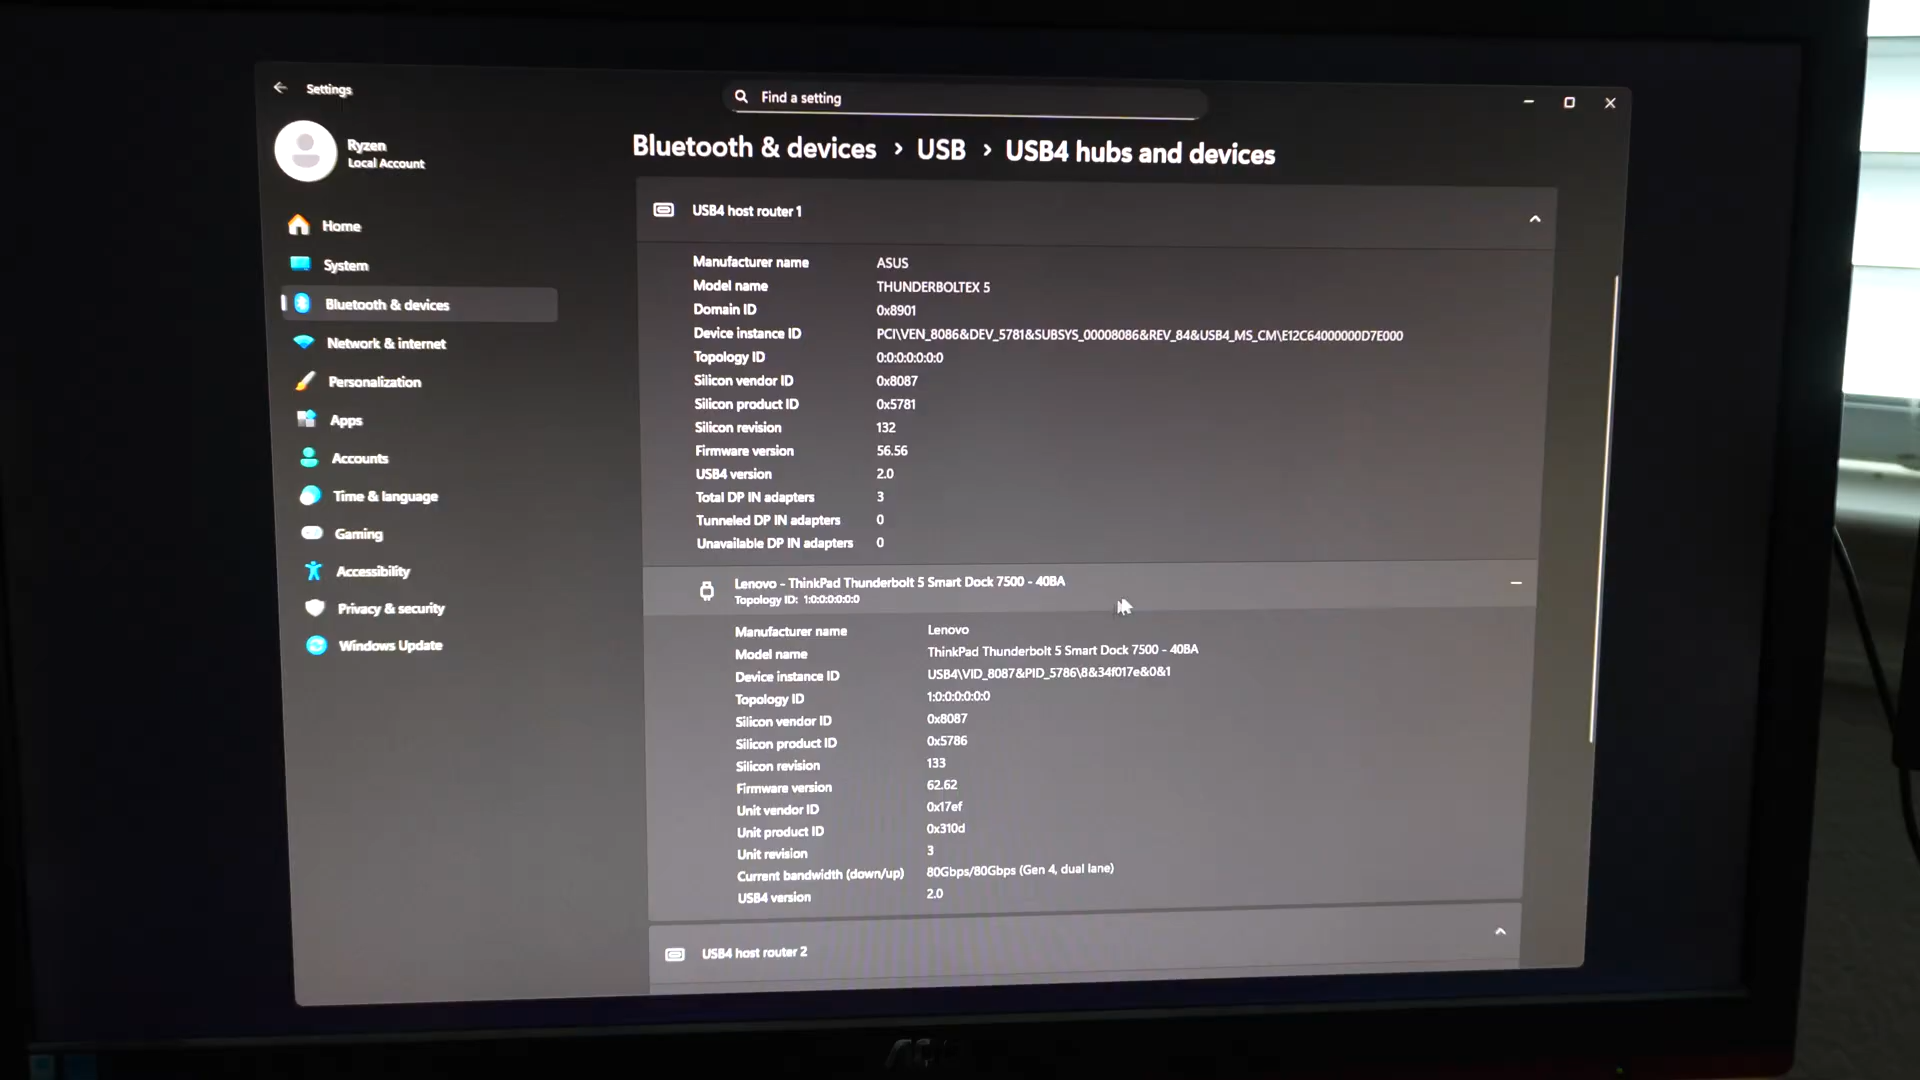 Settings
Find a setting
Ryzen
Local Account
Home
System
Bluetooth & devices
Network & internet
Personalization
Apps
Accounts
Time & language
Gaming
Accessibility
Privacy & security
Windows Update
Bluetooth & devices > USB > USB4 hubs and devices
USB4 host router 1
Manufacturer name ASUS
Model name THUNDERBOLTEX 5
Domain ID 0x8901
Device instance ID PCI\VEN_8086&DEV_5781&SUBSYS_00008086&REV_84&USB4_MS_CM\E12C64000000D7E000
Topology ID 0:0:0:0:0:0:0
Silicon vendor ID 0x8087
Silicon product ID 0x5781
Silicon revision 132
Firmware version 56.56
USB4 version 2.0
Total DP IN adapters 3
Tunneled DP IN adapters 0
Unavailable DP IN adapters 0
Lenovo - ThinkPad Thunderbolt 5 Smart Dock 7500 - 40BA
Topology ID: 1:0:0:0:0:0:0
Manufacturer name Lenovo
Model name ThinkPad Thunderbolt 5 Smart Dock 7500 - 40BA
Device instance ID USB4\VID_8087&PID_5786\8&34f017e&0&1
Topology ID 1:0:0:0:0:0:0
Silicon vendor ID 0x8087
Silicon product ID 0x5786
Silicon revision 133
Firmware version 62.62
Unit vendor ID 0x17ef
Unit product ID 0x310d
Unit revision 3
Current bandwidth (down/up) 80Gbps/80Gbps (Gen 4, dual lane)
USB4 version 2.0
USB4 host router 2